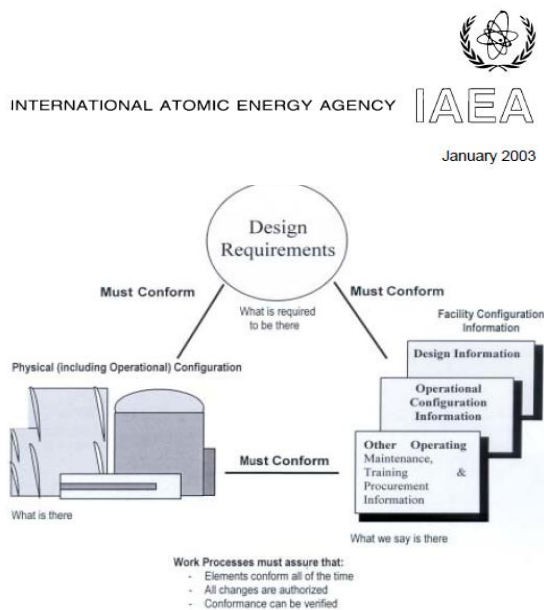 INTERNATIONAL ATOMIC ENERGY AGENCY IAEA
January 2003
Design
Requirements
Must Conform
Must Conform
What is required
to be there
Facility Configuration
Information
Physical (including Operational) Configuration
Design Information
Operational
Configuration
Information
Other Operating
Maintenance,
Training &
Procurement
Information
Must Conform
What is there
What we say is there
Work Processes must assure that:
- Elements conform all of the time
- All changes are authorized
- Conformance can be verified